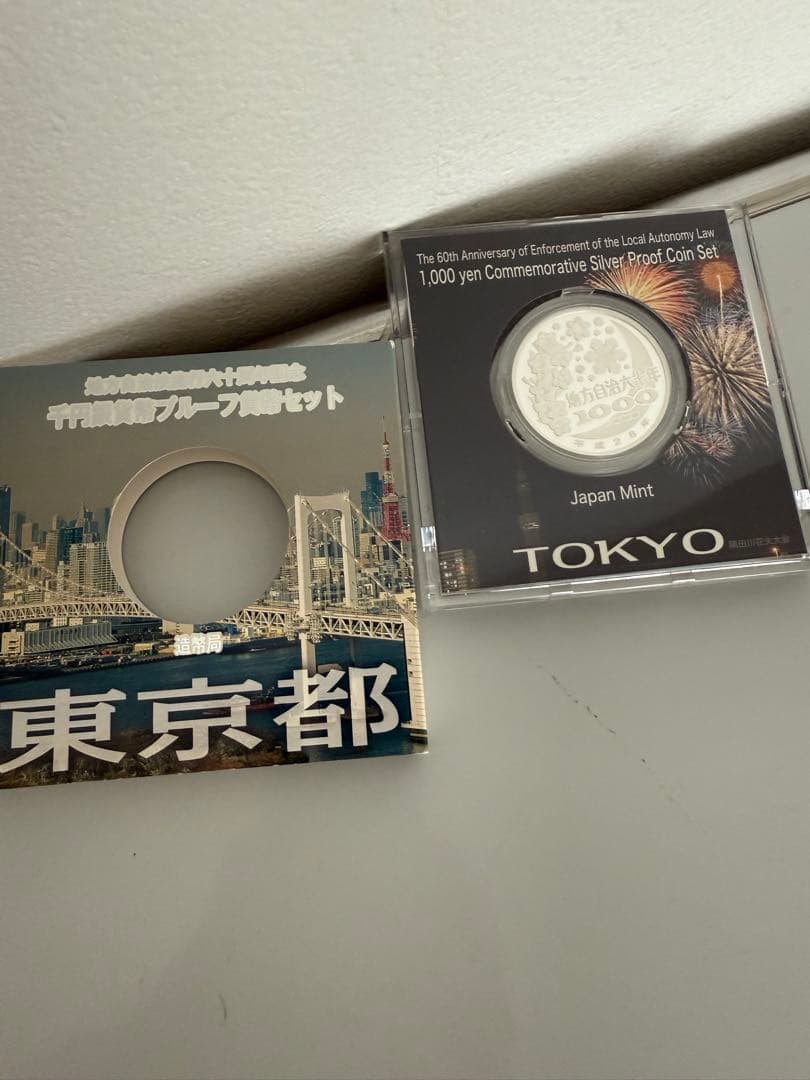 地方自治法施行六十周年記念
千円銀貨幣プルーフ貨幣セット
造幣局
東京都
The 60th Anniversary of Enforcement of the Local Autonomy Law
1,000 yen Commemorative Silver Proof Coin Set
地方自治六十年
1000
平成28年
Japan Mint
TOKYO
隅田川花火大会